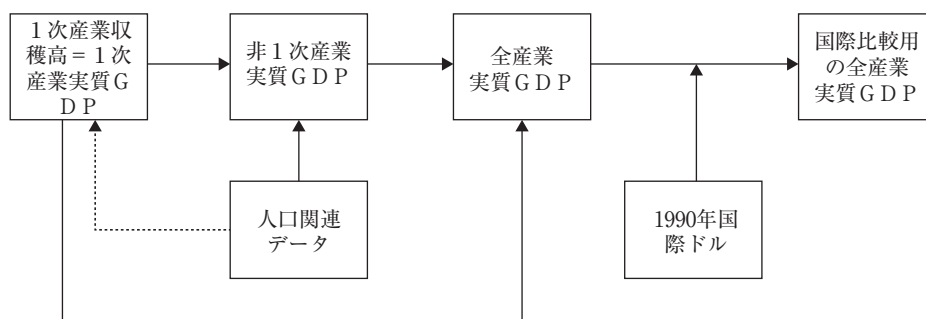 １次産業収
穫高＝１次
産業実質Ｇ
ＤＰ
非１次産業
実質ＧＤＰ
全産業
実質ＧＤＰ
国際比較用
の全産業
実質ＧＤＰ
人口関連
データ
1990年国
際ドル